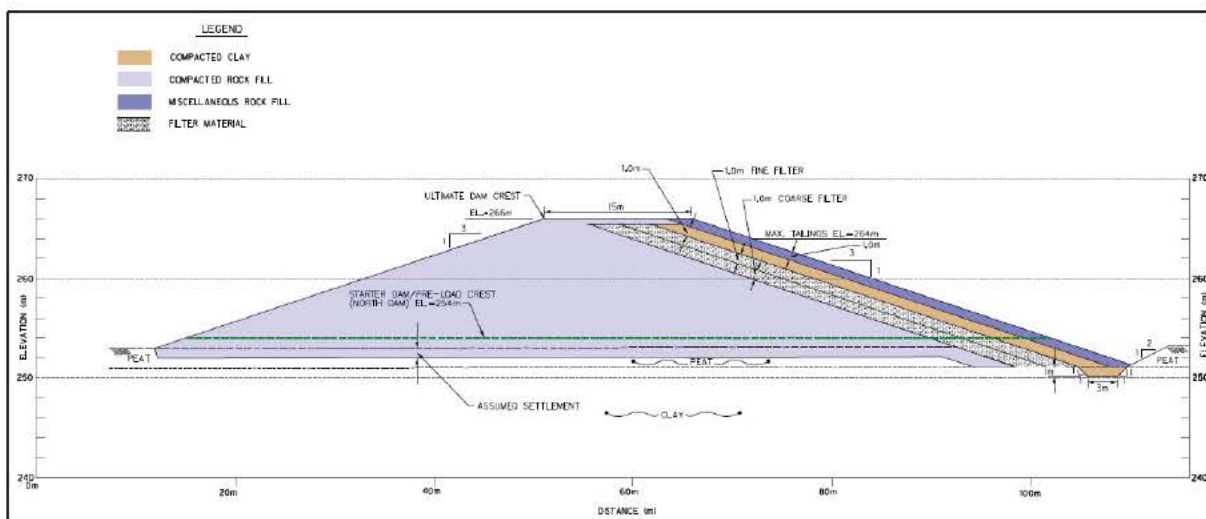 LEGEND
COMPACTED CLAY
COMPACTED ROCK FILL
MISCELLANEOUS ROCK FILL
FILTER MATERIAL
270
270
1.0m
1.0m FINE FILTER
ULTIMATE DAM CREST
15m
1.0m COARSE FILTER
EL.=266m
MAX. TAILINGS EL.=264m
1.0m
3
1
3
1
260
260
STARTER DAM/PRE-LOAD CREST
(NORTH DAM) EL.=254m
ELEVATION (m)
ELEVATION (m)
PEAT
PEAT
2
1
PEAT
250
250
3m
ASSUMED SETTLEMENT
CLAY
240
240
0m
20m
40m
60m
80m
100m
DISTANCE (m)